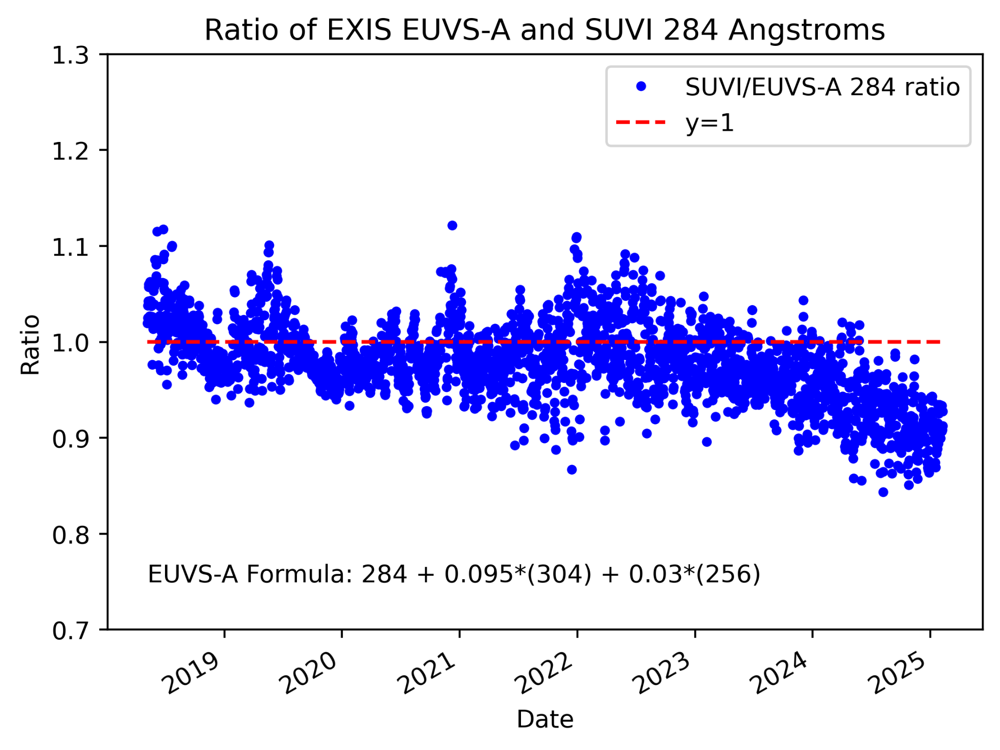 Ratio of EXIS EUVS-A and SUVI 284 Angstroms
1.3
1.2
1.1
1.0
0.9
0.8
0.7
Ratio
SUVI/EUVS-A 284 ratio
y=1
EUVS-A Formula: 284 + 0.095*(304) + 0.03*(256)
2019
2020
2021
2022
2023
2024
2025
Date